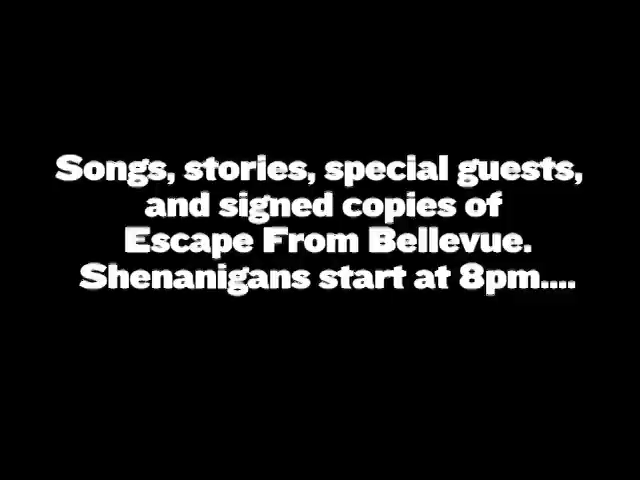 Songs, stories, special guests,
and signed copies of
Escape From Bellevue.
Shenanigans start at 8pm....